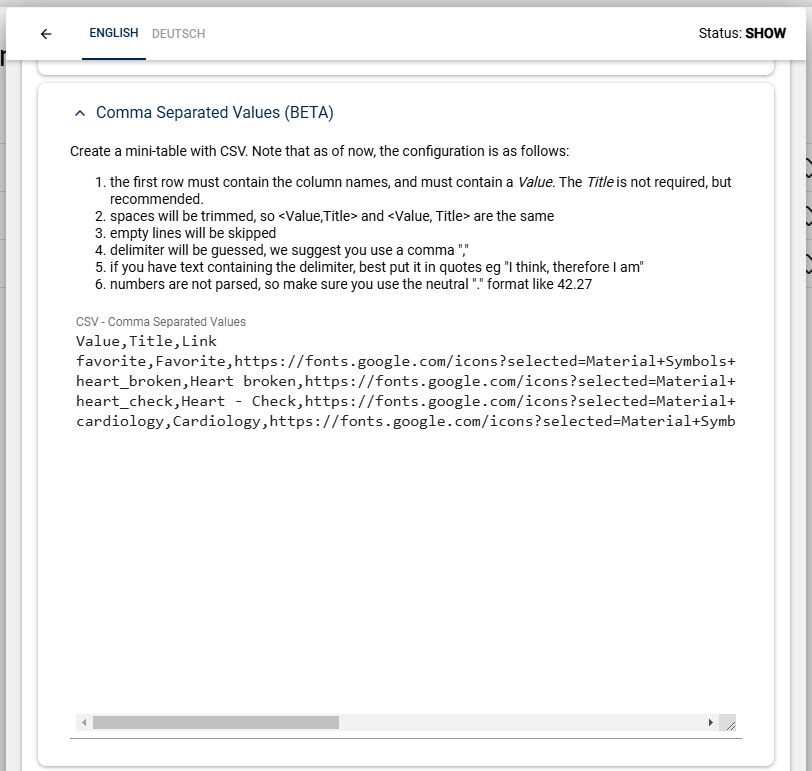 ENGLISH DEUTSCH Status: SHOW
Comma Separated Values (BETA)
Create a mini-table with CSV. Note that as of now, the configuration is as follows:
1. the first row must contain the column names, and must contain a Value. The Title is not required, but
recommended.
2. spaces will be trimmed, so <Value,Title> and <Value, Title> are the same
3. empty lines will be skipped
4. delimiter will be guessed, we suggest you use a comma ","
5. if you have text containing the delimiter, best put it in quotes eg "I think, therefore I am"
6. numbers are not parsed, so make sure you use the neutral "." format like 42.27
CSV - Comma Separated Values
Value,Title,Link
favorite,Favorite,https://fonts.google.com/icons?selected=Material+Symbols+
heart_broken,Heart broken,https://fonts.google.com/icons?selected=Material+
heart_check,Heart - Check,https://fonts.google.com/icons?selected=Material+
cardiology,Cardiology,https://fonts.google.com/icons?selected=Material+Symb